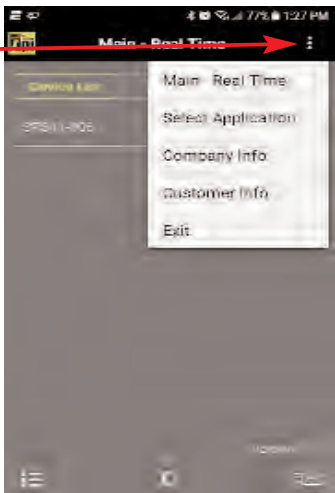 77% 1:27 PM
Main - Real Time
Device List
Main - Real Time
Select Application
Company Info
Customer Info
Exit